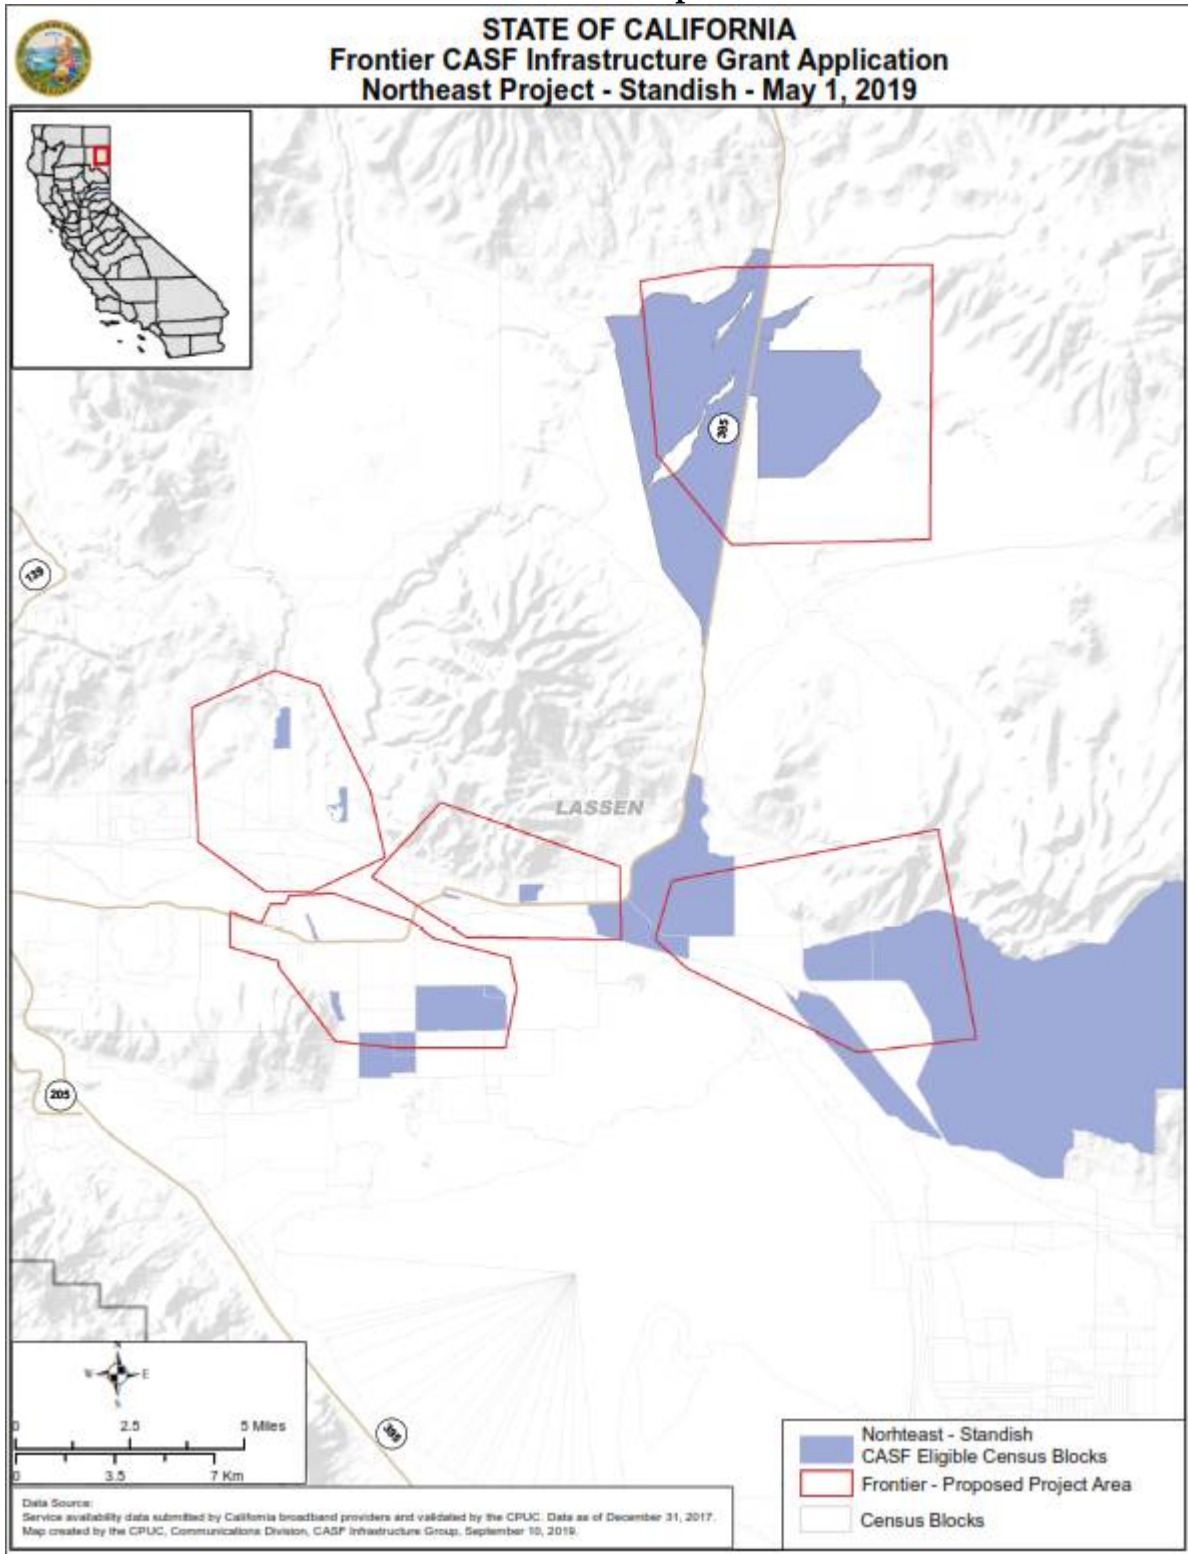 STATE OF CALIFORNIA
Frontier CASF Infrastructure Grant Application
Northeast Project - Standish - May 1, 2019
395
139
LASSEN
205
395
N
W E
S
0 2.5 5 Miles
0 3.5 7 Km
Norhteast - Standish
CASF Eligible Census Blocks
Frontier - Proposed Project Area
Census Blocks
Data Source:
Service availability data submitted by California broadband providers and validated by the CPUC. Data as of December 31, 2017.
Map created by the CPUC, Communications Division, CASF Infrastructure Group, September 10, 2019.